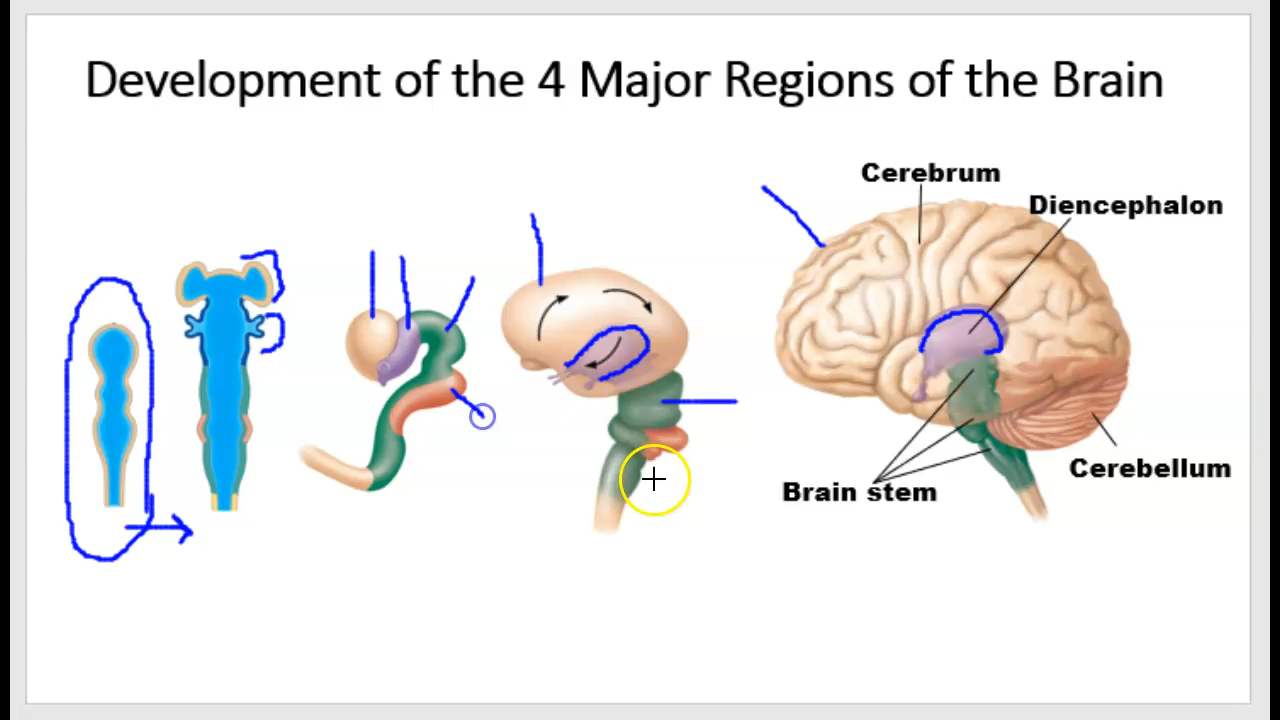 Development of the 4 Major Regions of the Brain
Cerebrum
Diencephalon
Cerebellum
Brain stem